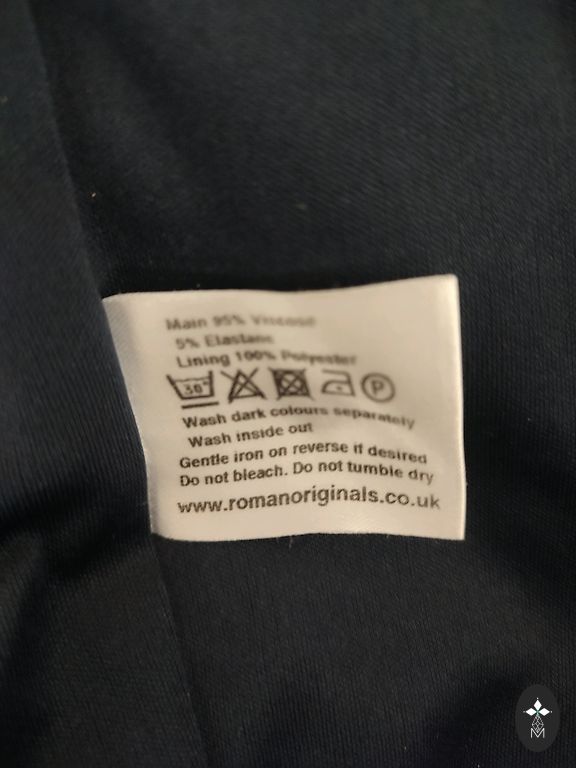 Main 95% Viscose
5% Elastane
Lining 100% Polyester
30° P
Wash dark colours separately
Wash inside out
Gentle iron on reverse if desired
Do not bleach. Do not tumble dry
www.romanoriginals.co.uk
M